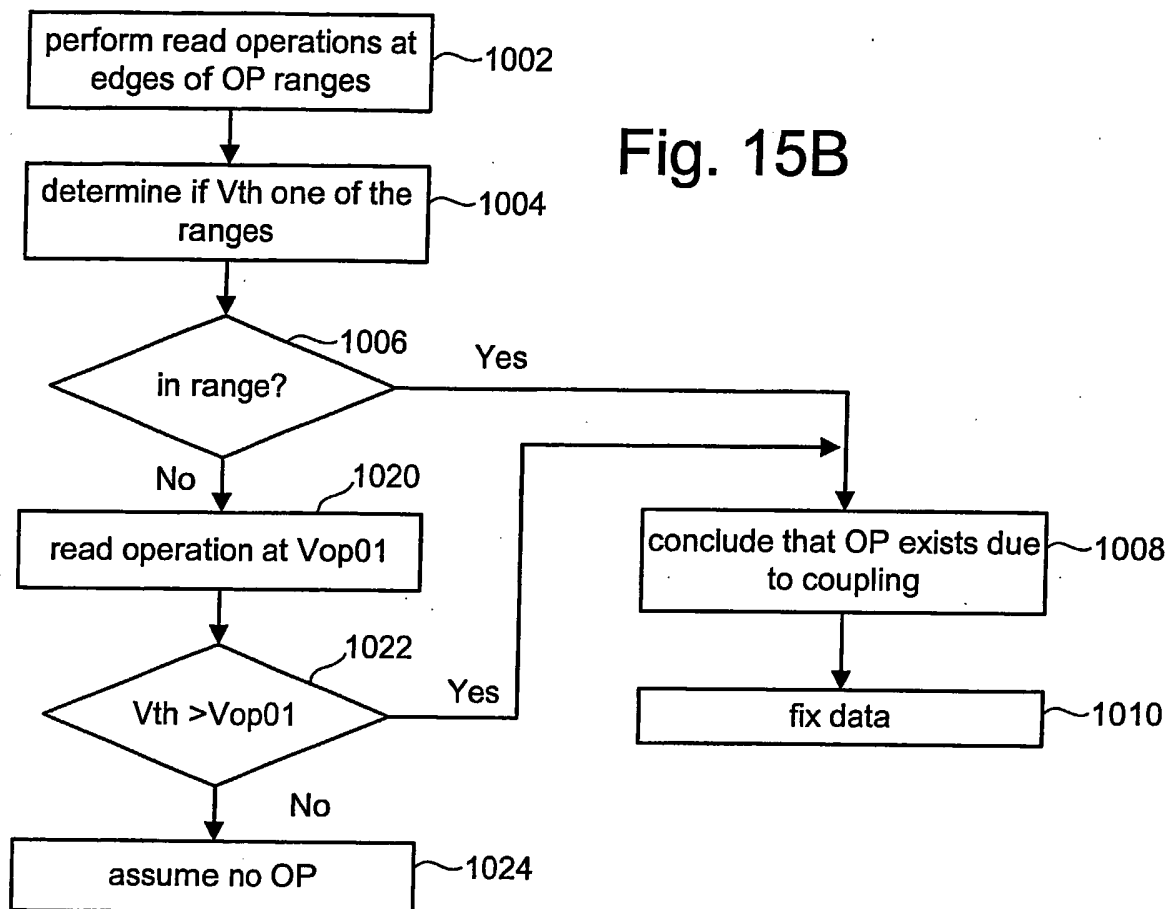 perform read operations at
edges of OP ranges
1002
Fig. 15B
determine if Vth one of the
ranges
1004
1006
in range?
Yes
No
1020
read operation at Vop01
conclude that OP exists due
to coupling
1008
1022
Vth >Vop01
Yes
fix data
1010
No
assume no OP
1024